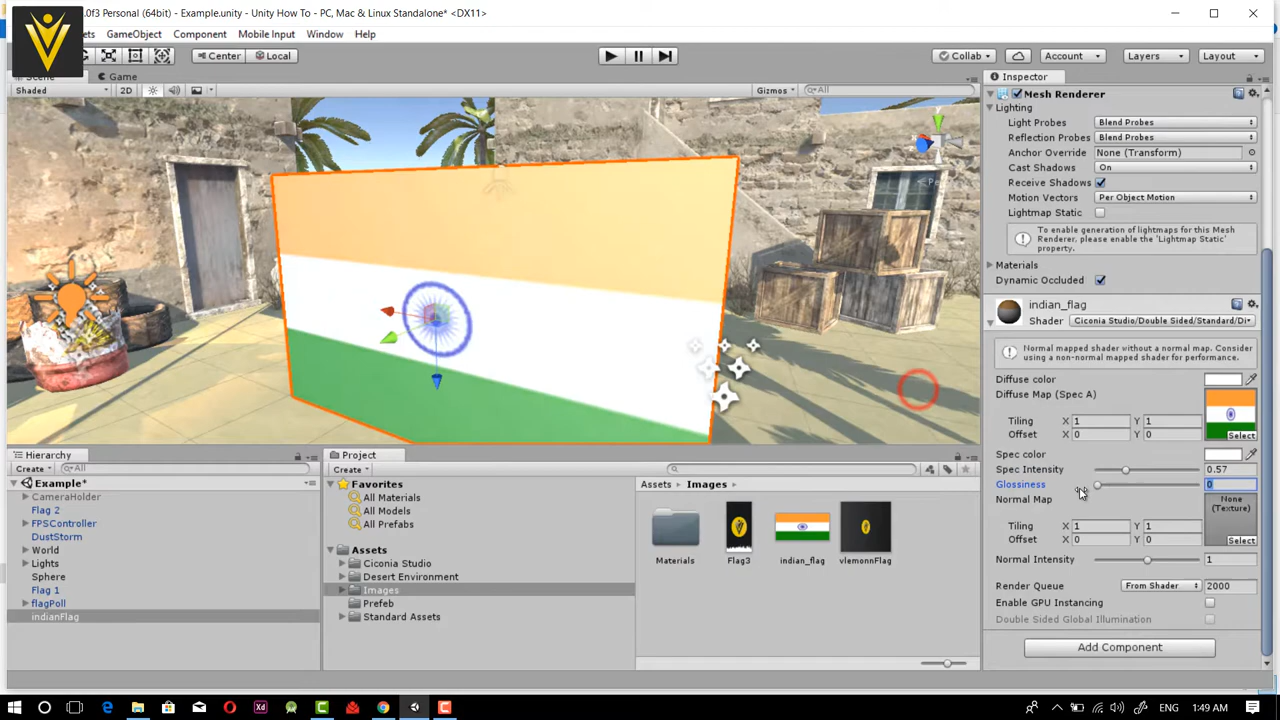 .0f3 Personal (64bit) - Example.unity - Unity How To - PC, Mac & Linux Standalone* <DX11>
ets GameObject Component Mobile Input Window Help
Center Local Collab Account Layers Layout
Scene Game
Shaded 2D Gizmos All
Inspector
Mesh Renderer
Lighting
Light Probes Blend Probes
Reflection Probes Blend Probes
Anchor Override None (Transform)
Cast Shadows On
Receive Shadows
Motion Vectors Per Object Motion
Lightmap Static
To enable generation of lightmaps for this Mesh
Renderer, please enable the 'Lightmap Static'
property.
Materials
Dynamic Occluded
indian_flag
Shader Ciconia Studio/Double Sided/Standard/Di
Normal mapped shader without a normal map. Consider
using a non-normal mapped shader for performance.
Diffuse color
Diffuse Map (Spec A)
Tiling X 1 Y 1
Offset X 0 Y 0
Select
Spec color
Spec Intensity 0.57
Glossiness 0
Normal Map None
(Texture)
Tiling X 1 Y 1
Offset X 0 Y 0
Select
Normal Intensity 1
Render Queue From Shader 2000
Enable GPU Instancing
Double Sided Global Illumination
Add Component
Hierarchy
Create All
Example*
CameraHolder
Flag 2
FPSController
DustStorm
World
Lights
Sphere
Flag 1
flagPoll
indianFlag
Project
Create
Favorites
All Materials
All Models
All Prefabs
Assets
Ciconia Studio
Desert Environment
Images
Prefeb
Standard Assets
Assets Images
Materials Flag3 indian_flag vlemonnFlag
Xd
ENG 1:49 AM